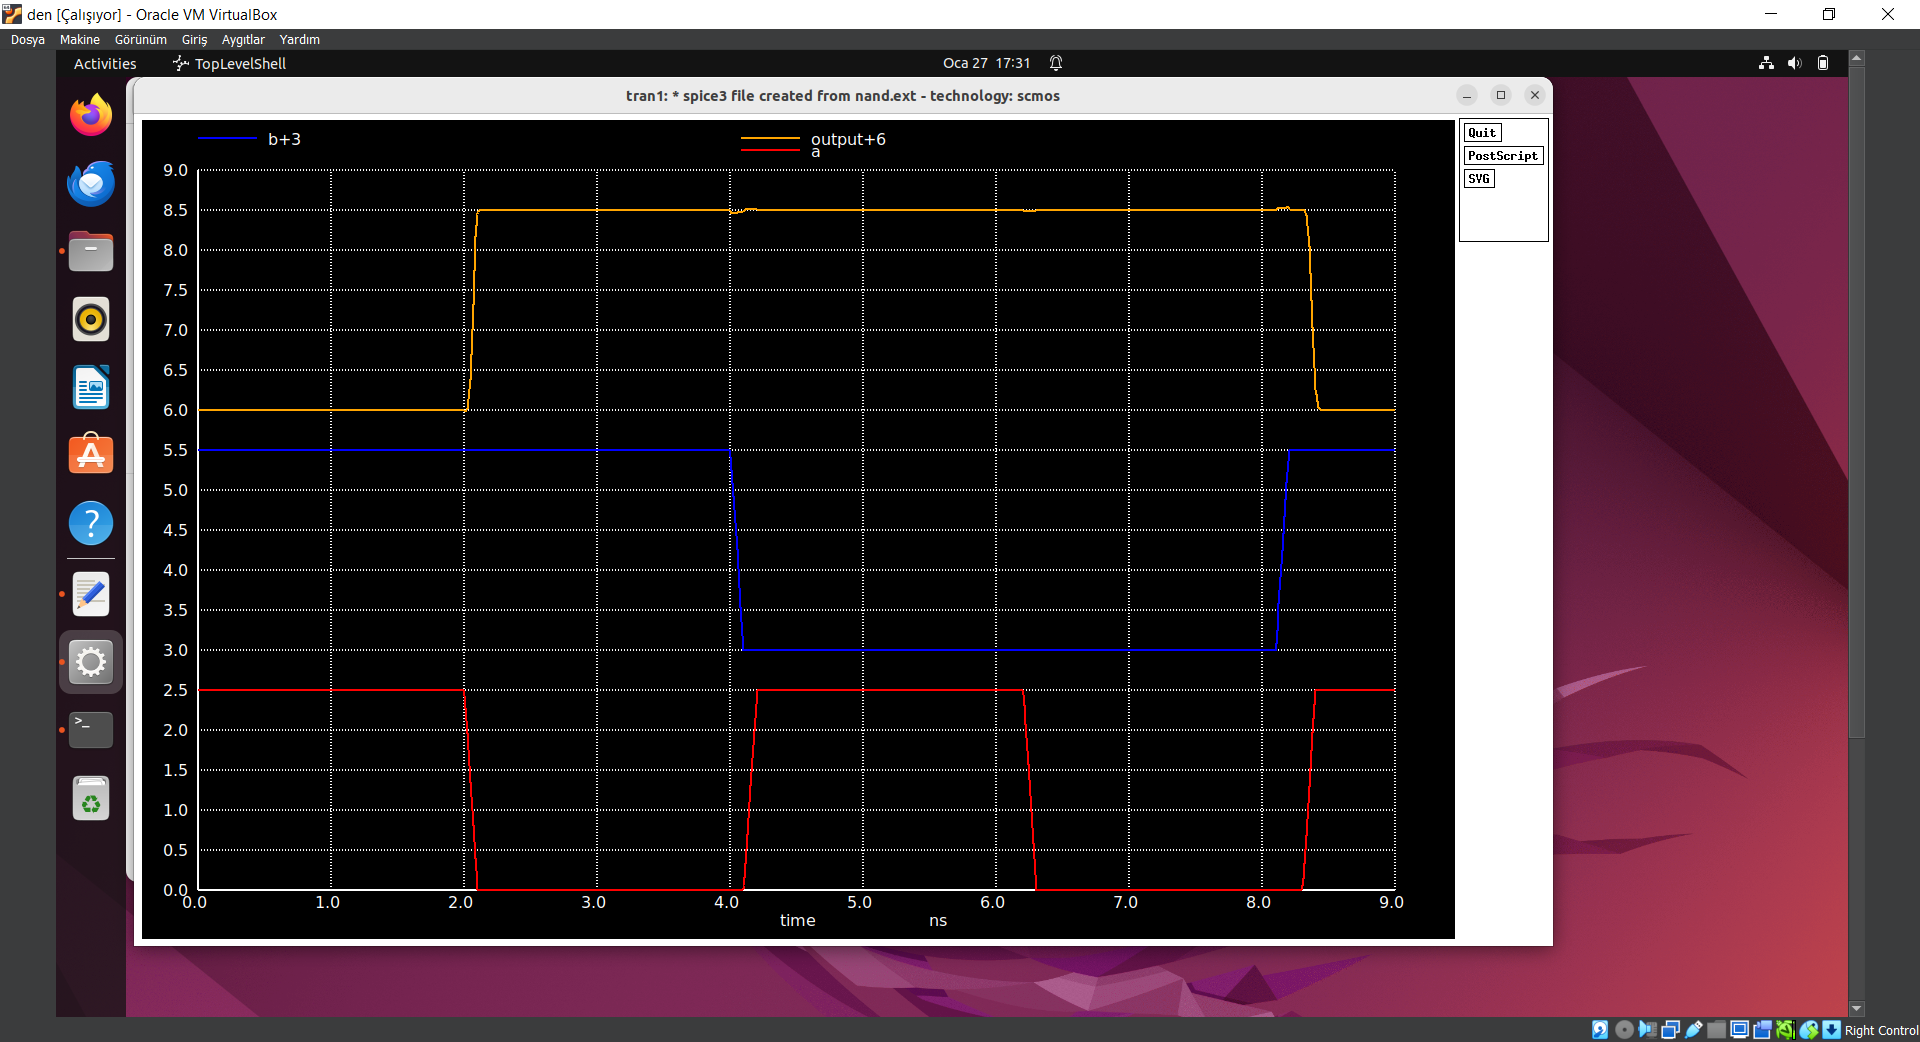 den [Çalışıyor] - Oracle VM VirtualBox
Dosya Makine Görünüm Giriş Aygıtlar Yardım
Activities TopLevelShell Oca 27 17:31
tran1: * spice3 file created from nand.ext - technology: scmos
b+3 output+6
a
Quit
PostScript
SVG
9.0
8.5
8.0
7.5
7.0
6.5
6.0
5.5
5.0
4.5
4.0
3.5
3.0
2.5
2.0
1.5
1.0
0.5
0.0
0.0 1.0 2.0 3.0 4.0 5.0 6.0 7.0 8.0 9.0
time ns
Right Control